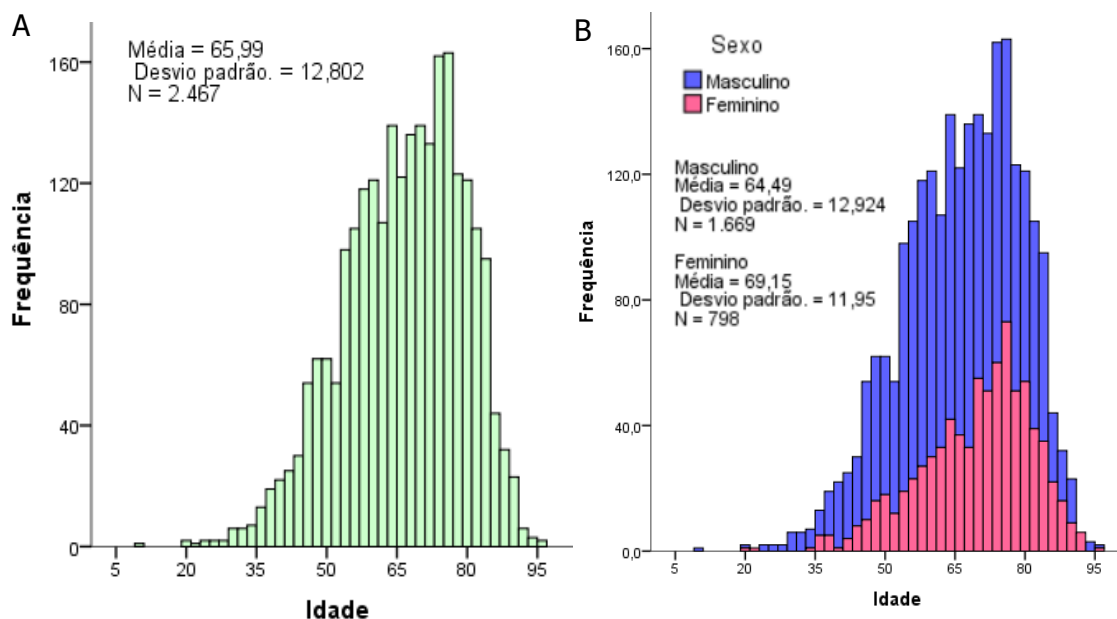 A
Média = 65,99
Desvio padrão. = 12,802
N = 2.467
160
120
80
40
0
Frequência
5 20 35 50 65 80 95
Idade
B
Sexo
Masculino
Feminino
Masculino
Média = 64,49
Desvio padrão. = 12,924
N = 1.669
Feminino
Média = 69,15
Desvio padrão. = 11,95
N = 798
160,0
120,0
80,0
40,0
0,0
Frequência
5 20 35 50 65 80 95
Idade